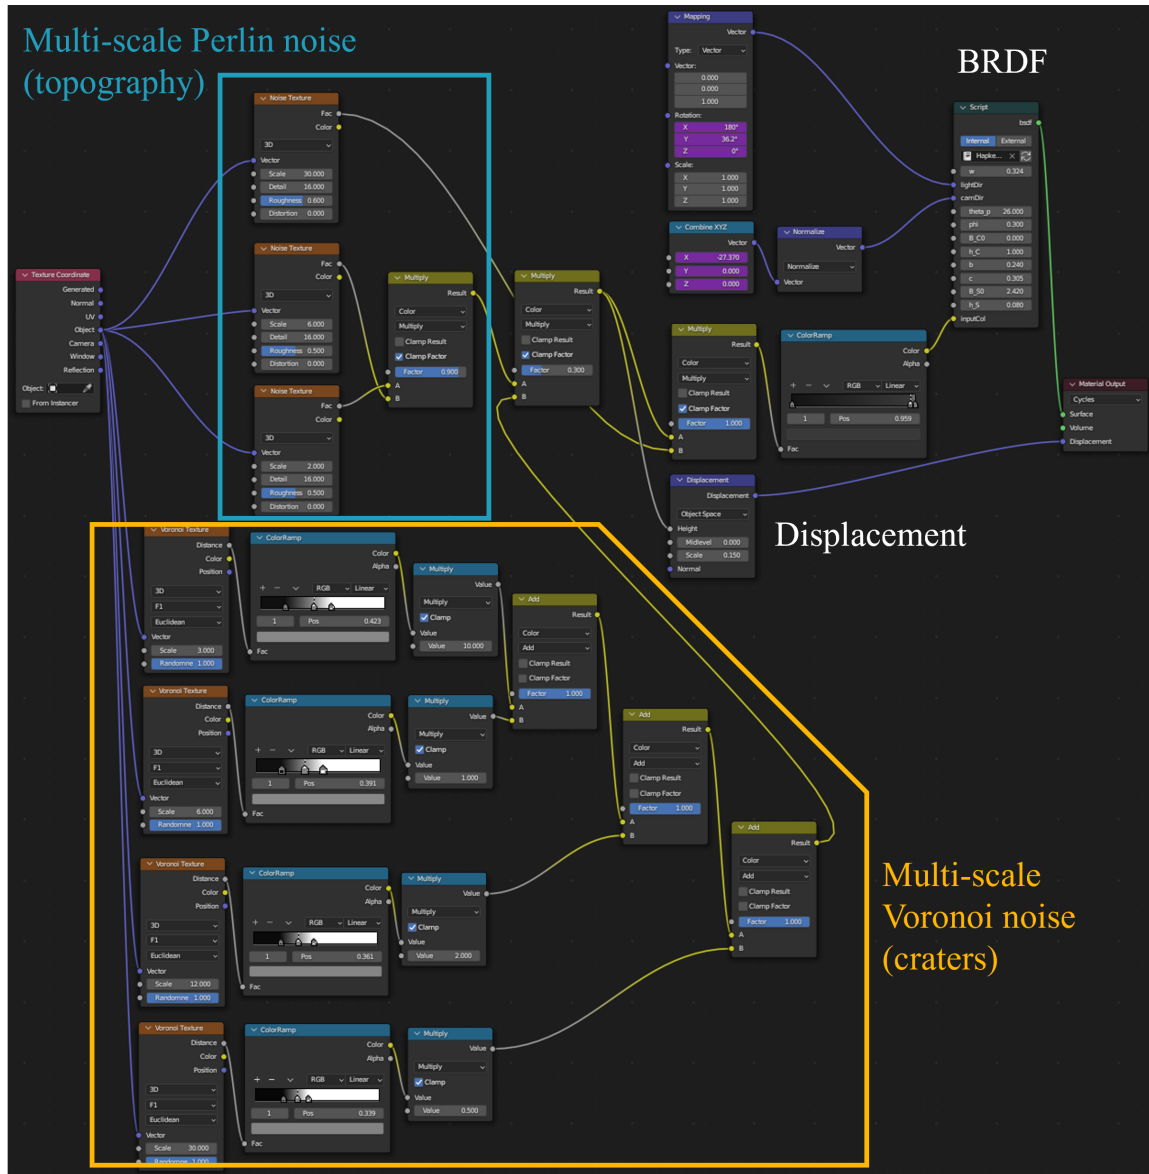 Multi-scale Perlin noise
(topography)
Noise Texture
Fac
Color
3D
Vector
Scale 30.000
Detail 16.000
Roughness 0.600
Distortion 0.000
Noise Texture
Fac
Color
3D
Vector
Scale 6.000
Detail 16.000
Roughness 0.500
Distortion 0.000
Noise Texture
Fac
Color
3D
Vector
Scale 2.000
Detail 16.000
Roughness 0.500
Distortion 0.000
Texture Coordinate
Generated
Normal
UV
Object
Camera
Window
Reflection
Object:
From Instancer
Multiply
Result
Color
Multiply
Clamp Result
Clamp Factor
Factor 0.900
A
B
Multiply
Result
Color
Multiply
Clamp Result
Clamp Factor
Factor 0.300
A
B
Mapping
Vector
Type: Vector
Vector:
0.000
0.000
1.000
Rotation:
X 180°
Y 36.2°
Z 0°
Scale:
X 1.000
Y 1.000
Z 1.000
Combine XYZ
Vector
X -27.370
Y 0.000
Z 0.000
Normalize
Vector
Normalize
Vector
BRDF
Script
bsdf
Internal External
Hapke...
w 0.324
lightDir
camDir
theta_p 26.000
phi 0.300
B_C0 0.000
h_C 1.000
b 0.240
c 0.305
B_S0 2.420
h_S 0.080
inputCol
Multiply
Result
Color
Multiply
Clamp Result
Clamp Factor
Factor 1.000
A
B
ColorRamp
Color
Alpha
RGB Linear
1 Pos 0.959
Fac
Material Output
Cycles
Surface
Volume
Displacement
Displacement
Displacement
Object Space
Height
Midlevel 0.000
Scale 0.150
Normal
Displacement
Voronoi Texture
Distance
Color
Position
3D
F1
Euclidean
Vector
Scale 3.000
Randomne 1.000
ColorRamp
Color
Alpha
RGB Linear
1 Pos 0.423
Fac
Multiply
Value
Multiply
Clamp
Value
Value 10.000
Add
Result
Color
Add
Clamp Result
Clamp Factor
Factor 1.000
A
B
Voronoi Texture
Distance
Color
Position
3D
F1
Euclidean
Vector
Scale 6.000
Randomne 1.000
ColorRamp
Color
Alpha
RGB Linear
1 Pos 0.391
Fac
Multiply
Value
Multiply
Clamp
Value
Value 1.000
Add
Result
Color
Add
Clamp Result
Clamp Factor
Factor 1.000
A
B
Voronoi Texture
Distance
Color
Position
3D
F1
Euclidean
Vector
Scale 12.000
Randomne 1.000
ColorRamp
Color
Alpha
RGB Linear
1 Pos 0.361
Fac
Multiply
Value
Multiply
Clamp
Value
Value 2.000
Add
Result
Color
Add
Clamp Result
Clamp Factor
Factor 1.000
A
B
Multi-scale
Voronoi noise
(craters)
Voronoi Texture
Distance
Color
Position
3D
F1
Euclidean
Vector
Scale 30.000
Randomne 1.000
ColorRamp
Color
Alpha
RGB Linear
1 Pos 0.339
Fac
Multiply
Value
Multiply
Clamp
Value
Value 0.500